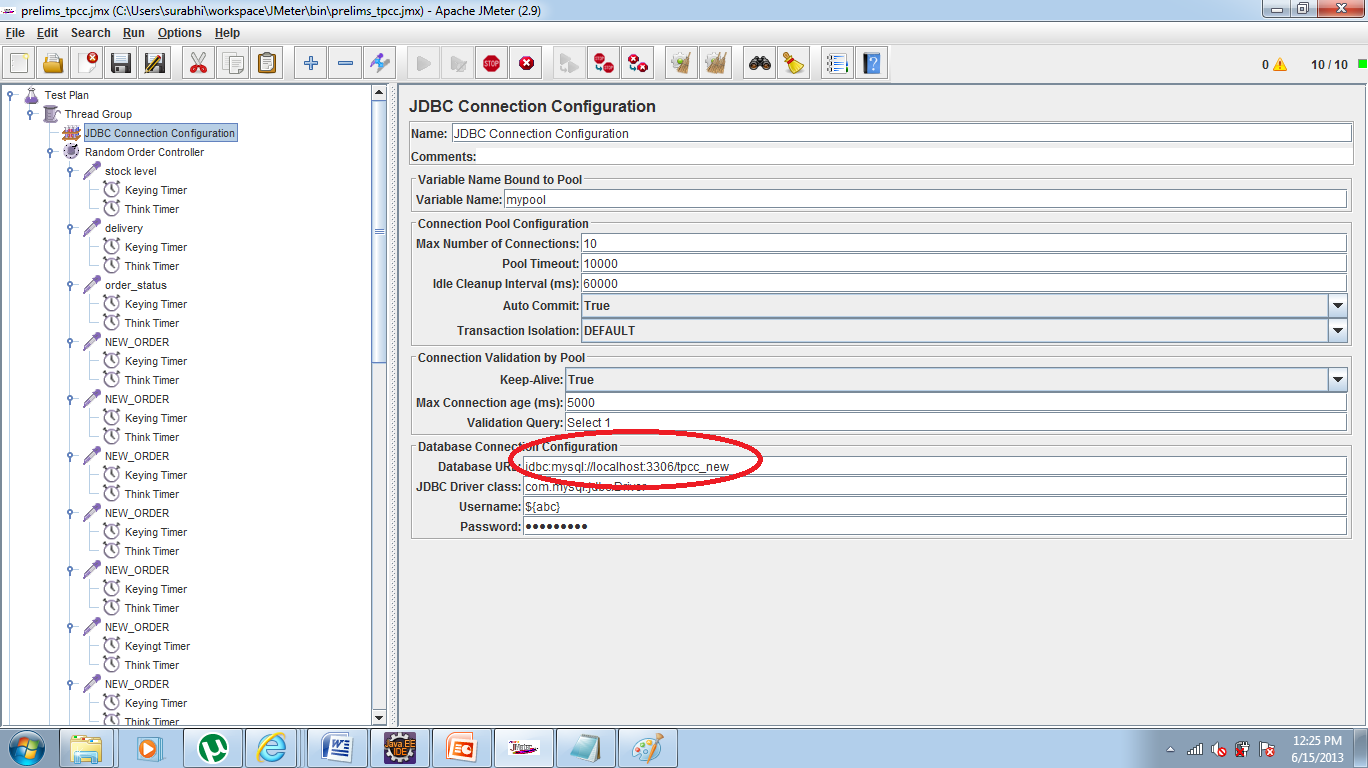 prelims_tpcc.jmx (C:\Users\surabhi\workspace\JMeter\bin\prelims_tpcc.jmx) - Apache JMeter (2.9)
File Edit Search Run Options Help
0 10 / 10
Test Plan
Thread Group
JDBC Connection Configuration
Random Order Controller
stock level
Keying Timer
Think Timer
delivery
Keying Timer
Think Timer
order_status
Keying Timer
Think Timer
NEW_ORDER
Keying Timer
Think Timer
NEW_ORDER
Keying Timer
Think Timer
NEW_ORDER
Keying Timer
Think Timer
NEW_ORDER
Keying Timer
Think Timer
NEW_ORDER
Keying Timer
Think Timer
NEW_ORDER
Keyingt Timer
Think Timer
NEW_ORDER
Keying Timer
Think Timer
JDBC Connection Configuration
Name: JDBC Connection Configuration
Comments:
Variable Name Bound to Pool
Variable Name: mypool
Connection Pool Configuration
Max Number of Connections: 10
Pool Timeout: 10000
Idle Cleanup Interval (ms): 60000
Auto Commit: True
Transaction Isolation: DEFAULT
Connection Validation by Pool
Keep-Alive: True
Max Connection age (ms): 5000
Validation Query: Select 1
Database Connection Configuration
Database URL: jdbc:mysql://localhost:3306/tpcc_new
JDBC Driver class: com.mysql.jdbc.Driver
Username: ${abc}
Password: ●●●●●●●●●
12:25 PM
6/15/2013